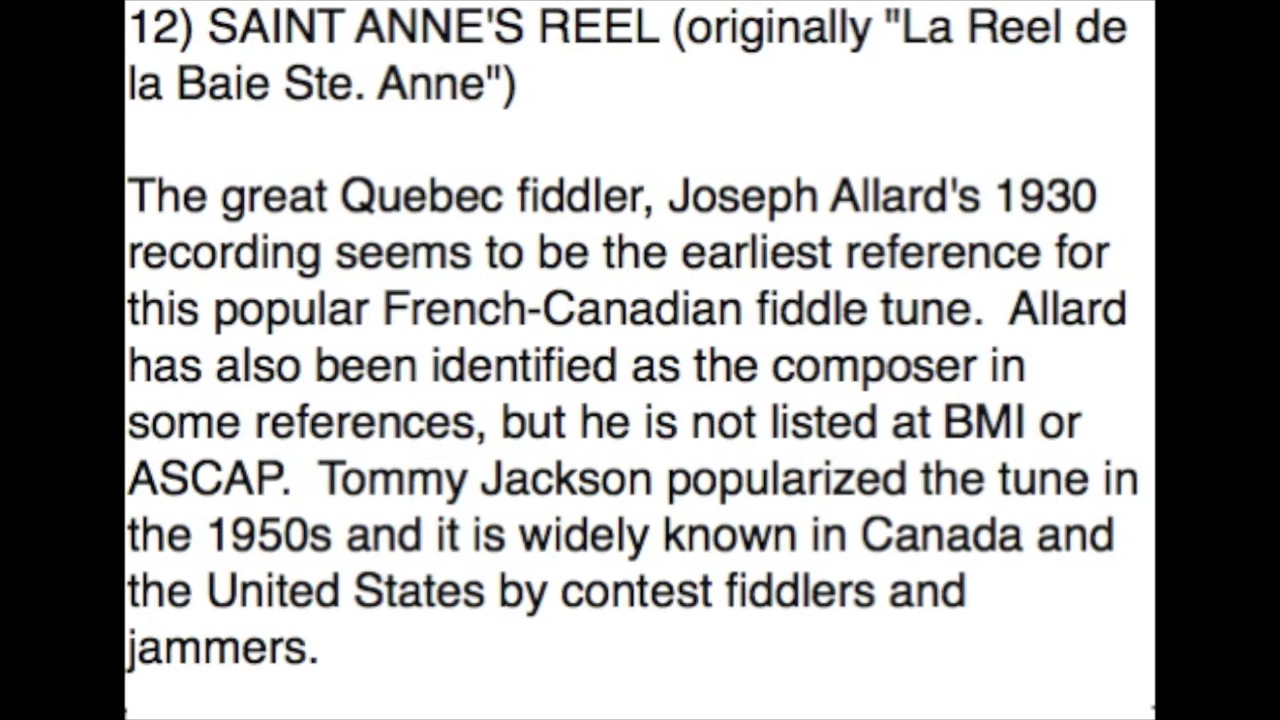 12) SAINT ANNE'S REEL (originally "La Reel de
la Baie Ste. Anne")
The great Quebec fiddler, Joseph Allard's 1930
recording seems to be the earliest reference for
this popular French-Canadian fiddle tune.  Allard
has also been identified as the composer in
some references, but he is not listed at BMI or
ASCAP.  Tommy Jackson popularized the tune in
the 1950s and it is widely known in Canada and
the United States by contest fiddlers and
jammers.